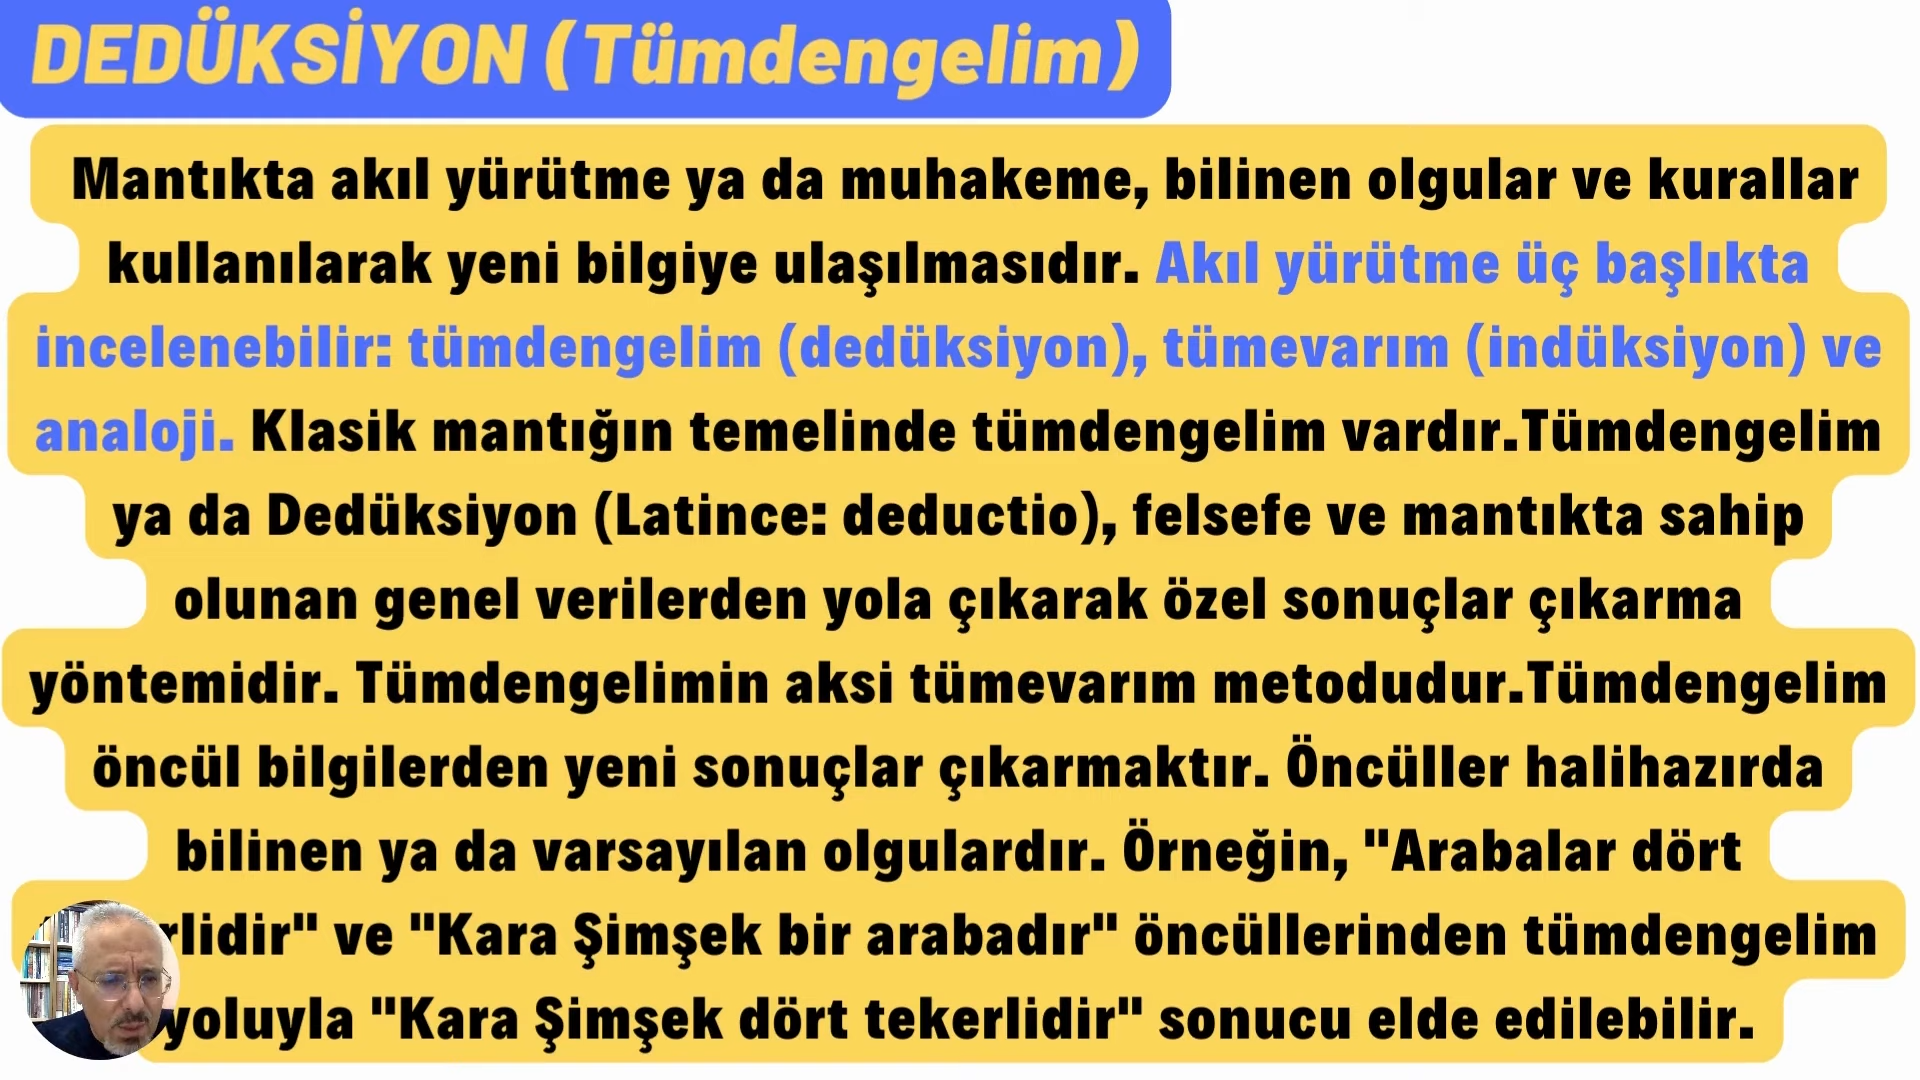 DEDÜKSİYON (Tümdengelim)
Mantıkta akıl yürütme ya da muhakeme, bilinen olgular ve kurallar
kullanılarak yeni bilgiye ulaşılmasıdır. Akıl yürütme üç başlıkta
incelenebilir: tümdengelim (dedüksiyon), tümevarım (indüksiyon) ve
analoji. Klasik mantığın temelinde tümdengelim vardır.Tümdengelim
ya da Dedüksiyon (Latince: deductio), felsefe ve mantıkta sahip
olunan genel verilerden yola çıkarak özel sonuçlar çıkarma
yöntemidir. Tümdengelimin aksi tümevarım metodudur.Tümdengelim
öncül bilgilerden yeni sonuçlar çıkarmaktır. Öncüller halihazırda
bilinen ya da varsayılan olgulardır. Örneğin, "Arabalar dört
rlidir" ve "Kara Şimşek bir arabadır" öncüllerinden tümdengelim
yoluyla "Kara Şimşek dört tekerlidir" sonucu elde edilebilir.